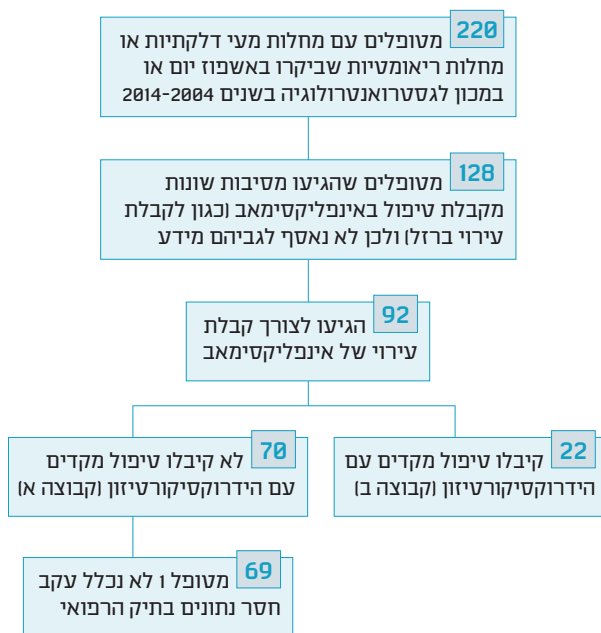 220 מטופלים עם מחלות מעי דלקתיות או
מחלות ריאומטיות שביקרו באשפוז יום או
במכון לגסטרואנטרולוגיה בשנים 2014-2004
128 מטופלים שהגיעו מסיבות שונות
מקבלת טיפול באינפליקסימאב (כגון לקבלת
עירוי ברזל) ולכן לא נאסף לגביהם מידע
92 הגיעו לצורך קבלת
עירוי של אינפליקסימאב
70 לא קיבלו טיפול מקדים
עם הידרוקסיקורטיזון (קבוצה א)
22 קיבלו טיפול מקדים עם
הידרוקסיקורטיזון (קבוצה ב)
69 מטופל 1 לא נכלל עקב
חסר נתונים בתיק הרפואי